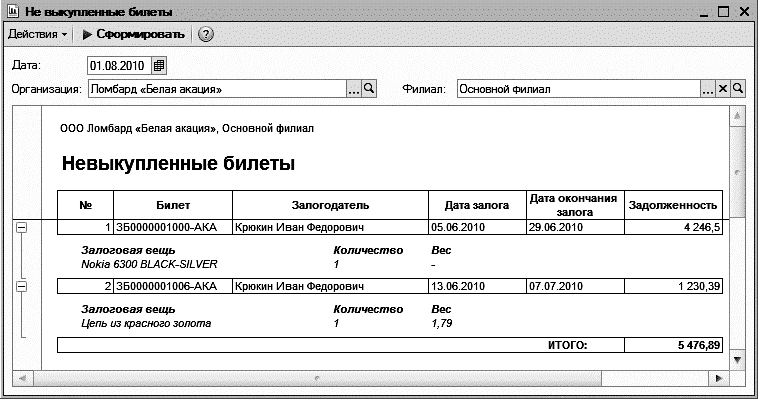 Не выкупленные билеты
Действия Сформировать ?
Дата: 01.08.2010
Организация: Ломбард «Белая акация» ... Филиал: Основной филиал ...
ООО Ломбард «Белая акация», Основной филиал
Невыкупленные билеты
№ Билет Залогодатель Дата залога Дата окончания залога Задолженность
1 ЗБ0000001000-АКА Крюкин Иван Федорович 05.06.2010 29.06.2010 4 246,5
Залоговая вещь Количество Вес
Nokia 6300 BLACK-SILVER 1 -
2 ЗБ0000001006-АКА Крюкин Иван Федорович 13.06.2010 07.07.2010 1 230,39
Залоговая вещь Количество Вес
Цепь из красного золота 1 1,79
ИТОГО: 5 476,89